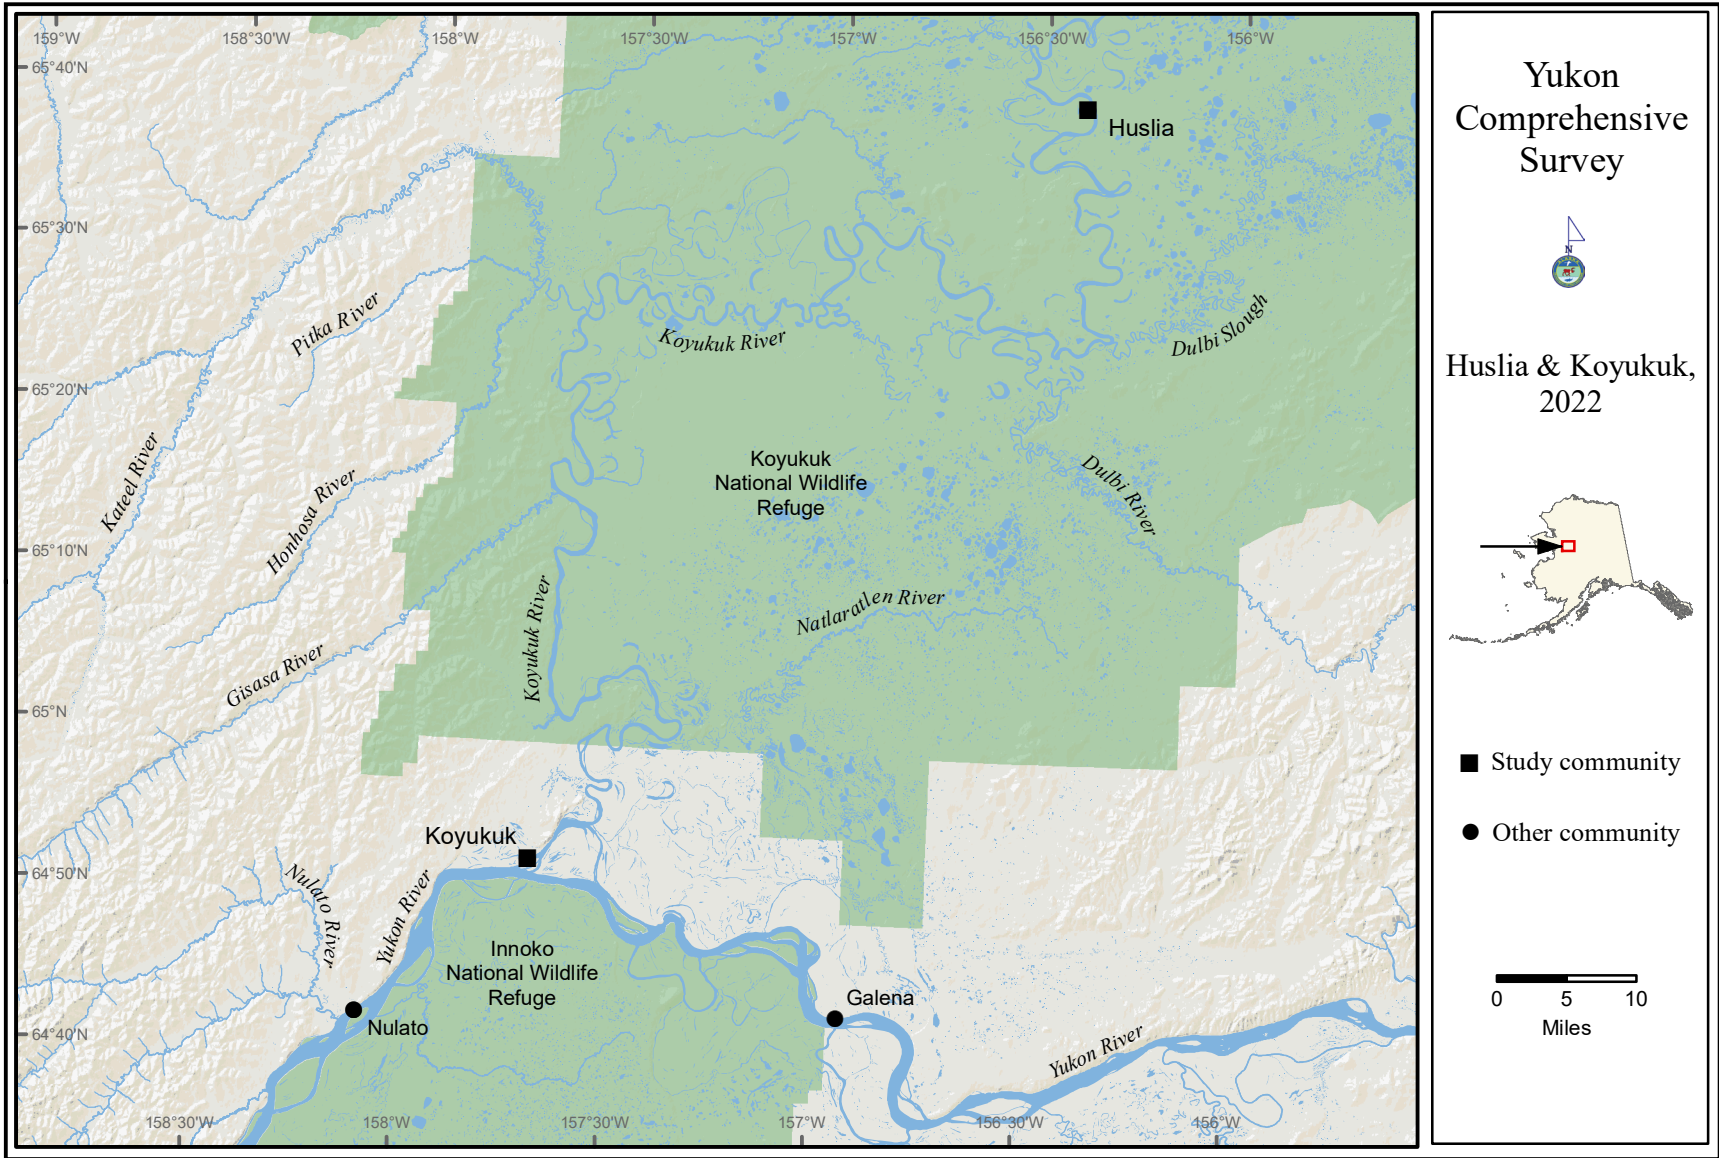 159°W
158°30'W
158°W
157°30'W
157°W
156°30'W
156°W
65°40'N
65°30'N
65°20'N
65°10'N
65°N
64°50'N
64°40'N
158°30'W
158°W
157°30'W
157°W
156°30'W
156°W
Huslia
Pitka River
Koyukuk River
Dulbi Slough
Kateel River
Honhosa River
Koyukuk
National Wildlife
Refuge
Dulbi River
Koyukuk River
Natlaratlen River
Gisasa River
Koyukuk
Nulato River
Yukon River
Innoko
National Wildlife
Refuge
Nulato
Galena
Yukon River
Yukon
Comprehensive
Survey
N
Huslia & Koyukuk,
2022
Study community
Other community
0 5 10
Miles